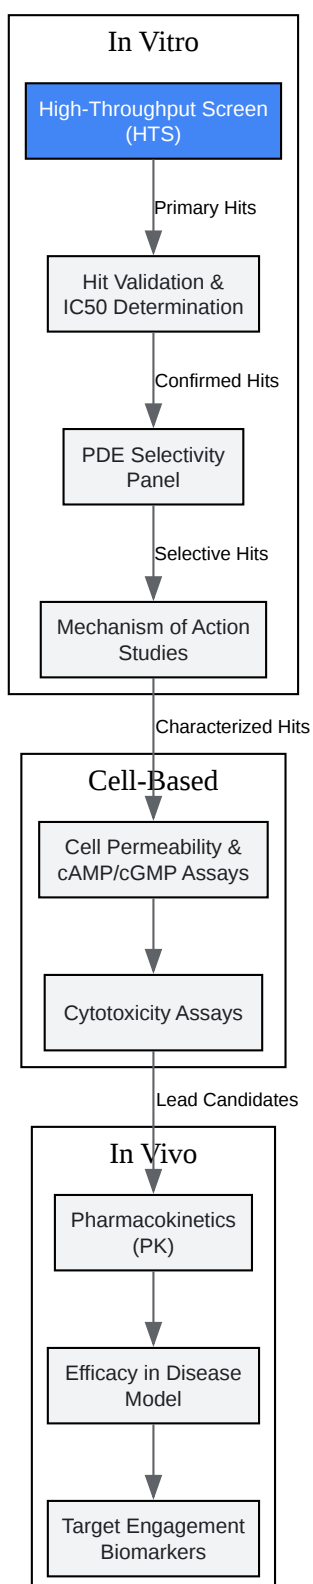 In Vitro
High-Throughput Screen
(HTS)
Primary Hits
Hit Validation &
IC50 Determination
Confirmed Hits
PDE Selectivity
Panel
Selective Hits
Mechanism of Action
Studies
Characterized Hits
Cell-Based
Cell Permeability &
cAMP/cGMP Assays
Cytotoxicity Assays
Lead Candidates
In Vivo
Pharmacokinetics
(PK)
Efficacy in Disease
Model
Target Engagement
Biomarkers